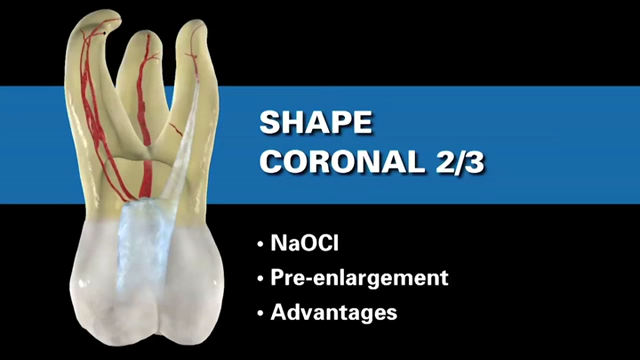 SHAPE
CORONAL 2/3
• NaOCl
• Pre-enlargement
• Advantages